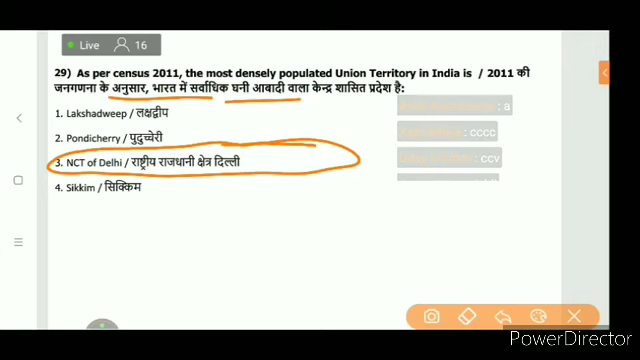 Live 16
29) As per census 2011, the most densely populated Union Territory in India is / 2011 की
जनगणना के अनुसार, भारत में सर्वाधिक घनी आबादी वाला केन्द्र शासित प्रदेश है:
1. Lakshadweep / लक्षद्वीप
2. Pondicherry / पुदुच्चेरी
3. NCT of Delhi / राष्ट्रीय राजधानी क्षेत्र दिल्ली
4. Sikkim / सिक्किम
: a
: cccc
: ccv
PowerDirector